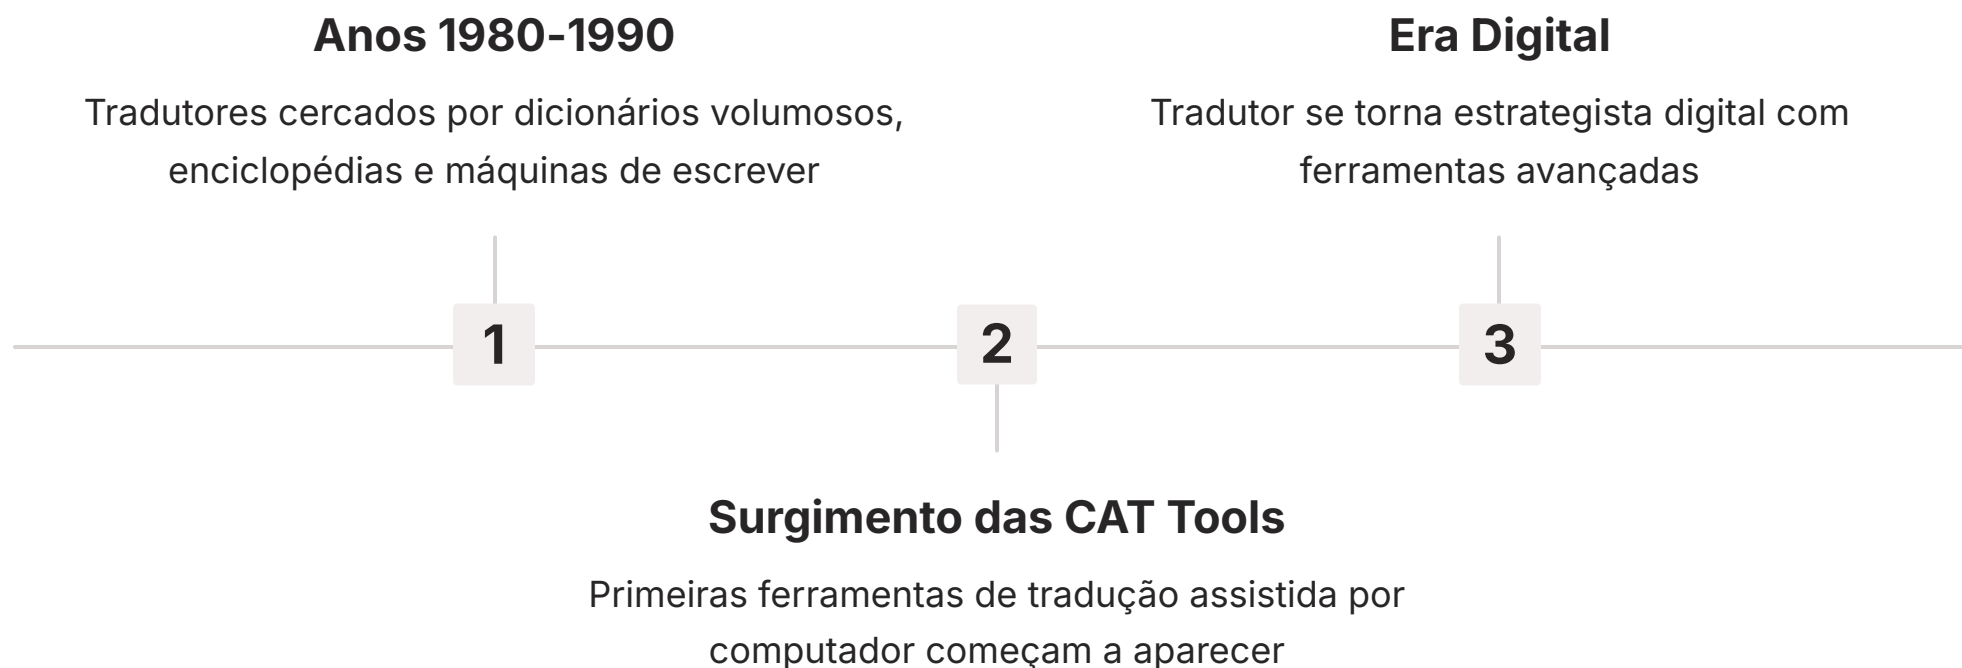 Anos 1980-1990
Tradutores cercados por dicionários volumosos,
enciclopédias e máquinas de escrever
Era Digital
Tradutor se torna estrategista digital com
ferramentas avançadas
1
2
3
Surgimento das CAT Tools
Primeiras ferramentas de tradução assistida por
computador começam a aparecer